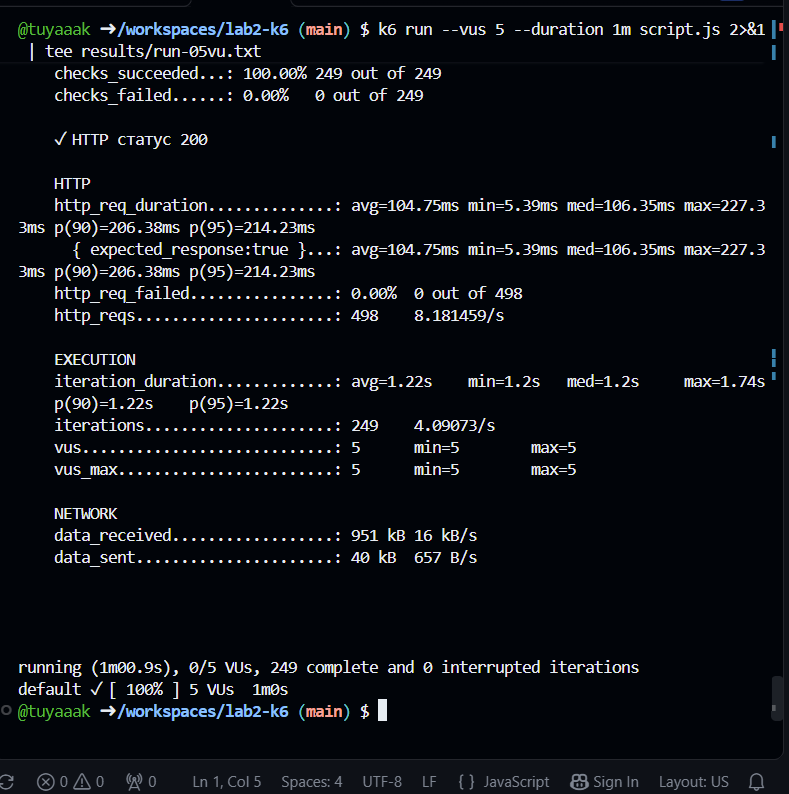 @tuyaaak ➜/workspaces/lab2-k6 (main) $ k6 run --vus 5 --duration 1m script.js 2>&1
| tee results/run-05vu.txt
checks_succeeded...: 100.00% 249 out of 249
checks_failed......: 0.00% 0 out of 249
✓ HTTP статус 200
HTTP
http_req_duration..............: avg=104.75ms min=5.39ms med=106.35ms max=227.3
3ms p(90)=206.38ms p(95)=214.23ms
{ expected_response:true }...: avg=104.75ms min=5.39ms med=106.35ms max=227.3
3ms p(90)=206.38ms p(95)=214.23ms
http_req_failed................: 0.00% 0 out of 498
http_reqs......................: 498 8.181459/s
EXECUTION
iteration_duration.............: avg=1.22s min=1.2s med=1.2s max=1.74s
p(90)=1.22s p(95)=1.22s
iterations.....................: 249 4.09073/s
vus............................: 5 min=5 max=5
vus_max........................: 5 min=5 max=5
NETWORK
data_received..................: 951 kB 16 kB/s
data_sent......................: 40 kB 657 B/s
running (1m00.9s), 0/5 VUs, 249 complete and 0 interrupted iterations
default ✓ [ 100% ] 5 VUs 1m0s
@tuyaaak ➜/workspaces/lab2-k6 (main) $
0 0 0 Ln 1, Col 5 Spaces: 4 UTF-8 LF { } JavaScript Sign In Layout: US